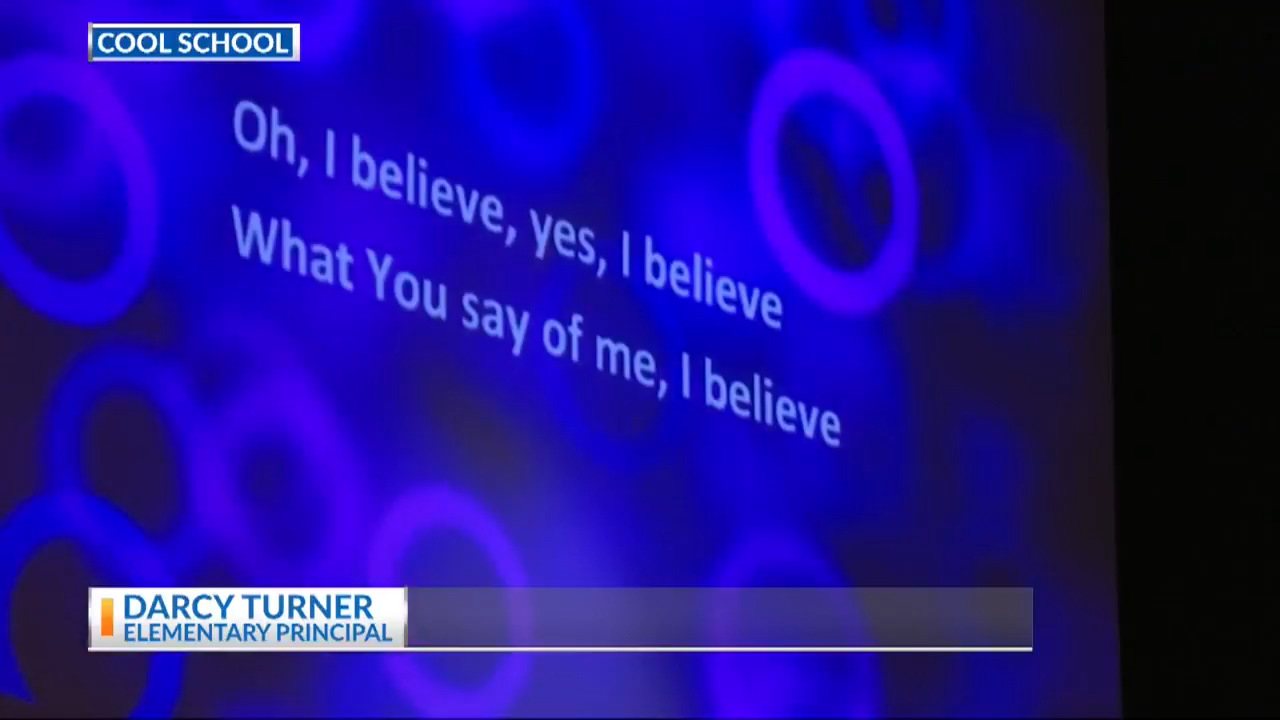 COOL SCHOOL
Oh, I believe, yes, I believe
What You say of me, I believe
DARCY TURNER
ELEMENTARY PRINCIPAL